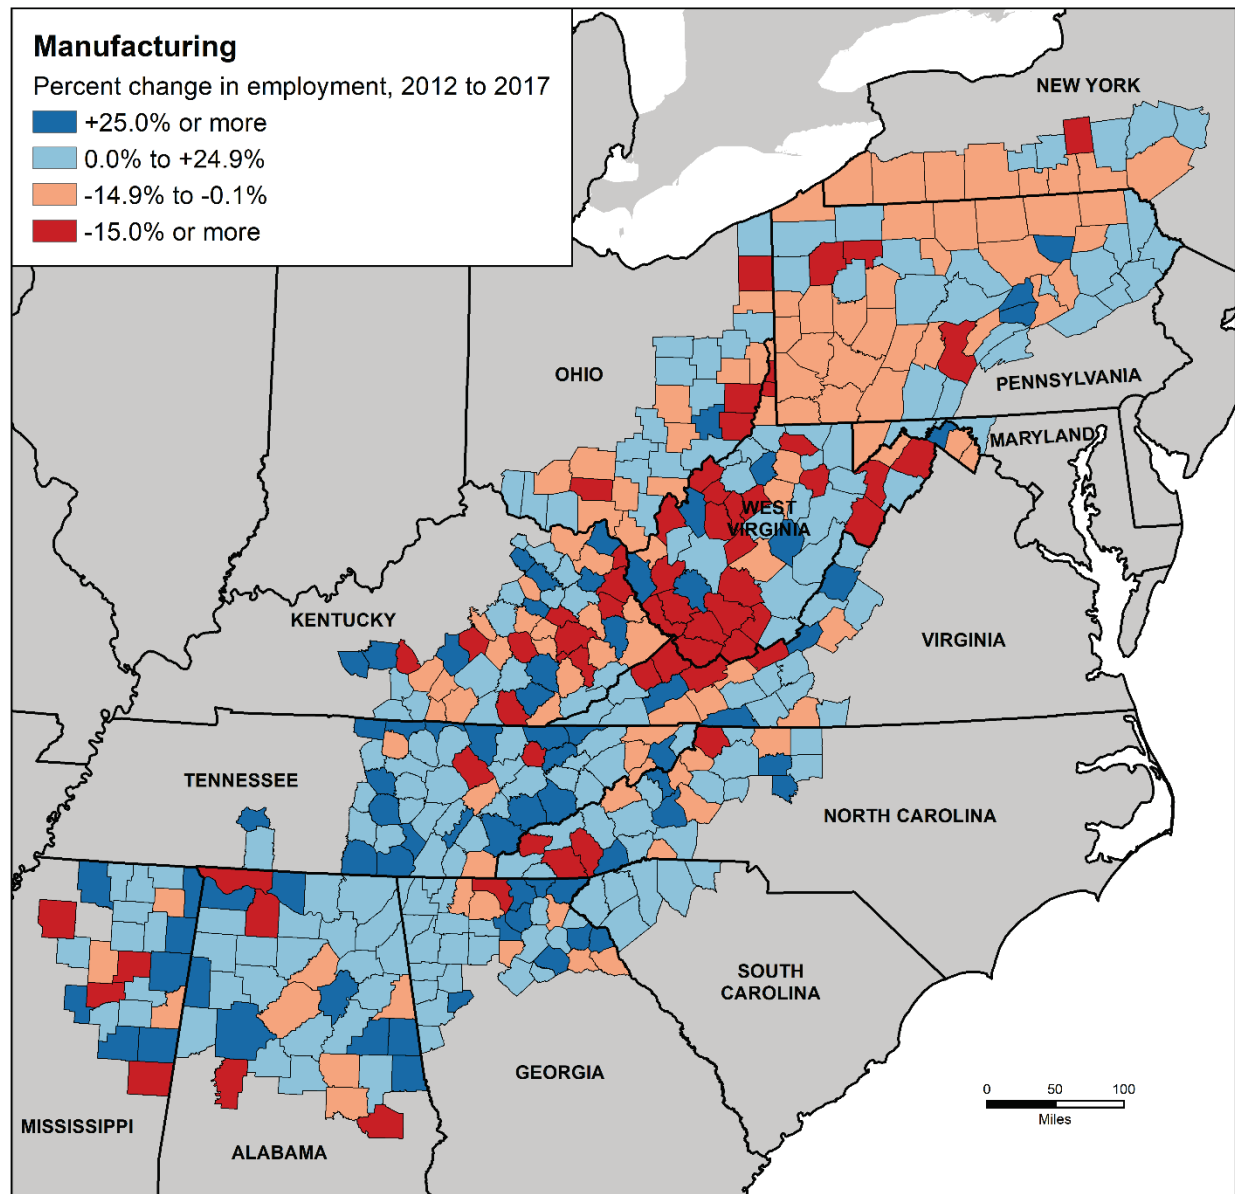 Manufacturing
Percent change in employment, 2012 to 2017
+25.0% or more
0.0% to +24.9%
-14.9% to -0.1%
-15.0% or more
NEW YORK
OHIO
PENNSYLVANIA
MARYLAND
WEST
VIRGINIA
KENTUCKY
VIRGINIA
TENNESSEE
NORTH CAROLINA
SOUTH
CAROLINA
GEORGIA
MISSISSIPPI
ALABAMA
0 50 100
Miles